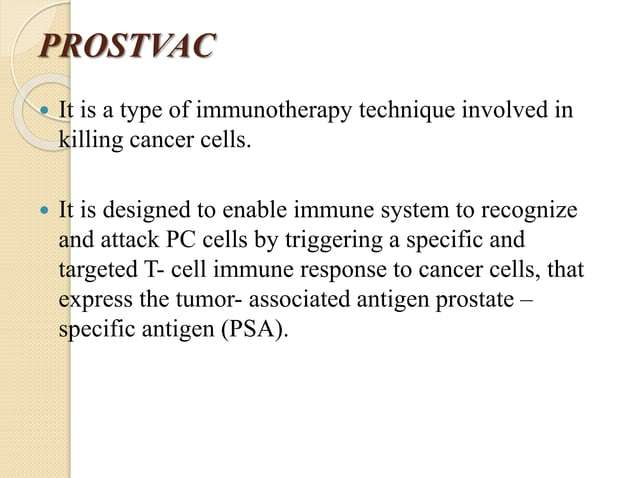 PROSTVAC
• It is a type of immunotherapy technique involved in
killing cancer cells.
• It is designed to enable immune system to recognize
and attack PC cells by triggering a specific and
targeted T- cell immune response to cancer cells, that
express the tumor- associated antigen prostate –
specific antigen (PSA).